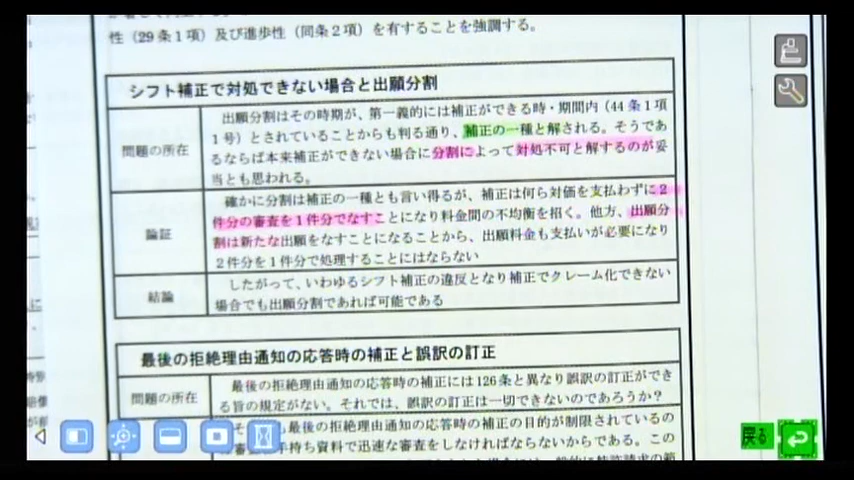 性（29条1項）及び進歩性（同条2項）を有することを強調する。
シフト補正で対処できない場合と出願分割
問題の所在
出願分割はその時期が、第一義的には補正ができる時・期間内（44条1項
1号）とされていることからも判る通り、補正の一種と解される。そうであ
るならば本来補正ができない場合に分割によって対処不可と解するのが妥
当とも思われる。
論証
確かに分割は補正の一種とも言い得るが、補正は何ら対価を支払わずに2
件分の審査を1件分でなすことになり料金間の不均衡を招く。他方、出願分
割は新たな出願をなすことになることから、出願料金も支払いが必要になり
2件分を1件分で処理することにはならない
結論
したがって、いわゆるシフト補正の違反となり補正でクレーム化できない
場合でも出願分割であれば可能である
最後の拒絶理由通知の応答時の補正と誤訳の訂正
問題の所在
最後の拒絶理由通知の応答時の補正には126条と異なり誤訳の訂正ができ
る旨の規定がない。それでは、誤訳の訂正は一切できないのであろうか？
最後の拒絶理由通知の応答時の補正の目的が制限されているの
手持ち資料で迅速な審査をしなければならないからである。この
戻る